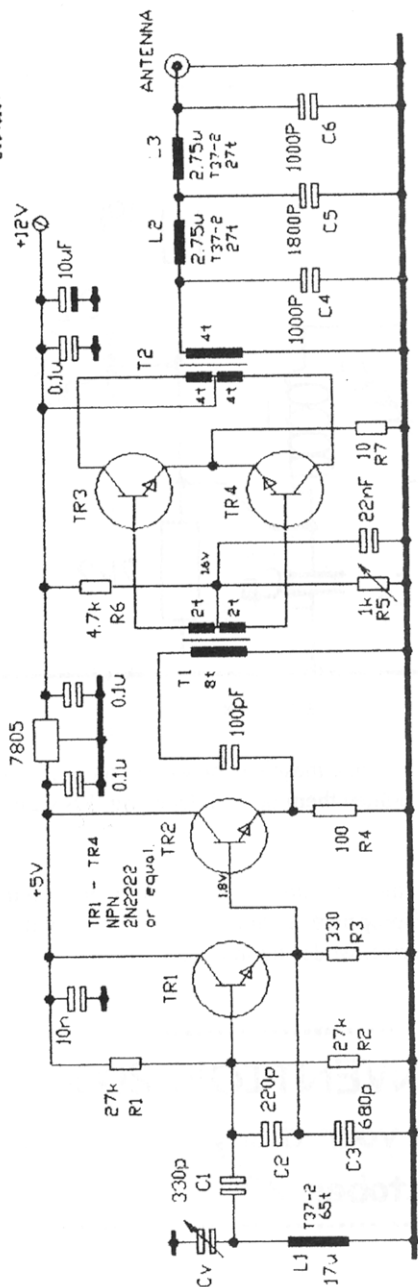 Cv
330p
C1
L1
T37-2
65t
17u
27k
R1
10n
220p
C2
C3
680p
27k
R2
+5V
TR1
TR1 - TR4
NPN
2N2222
or equal.
1.8V
330
R3
TR2
100
R4
7805
0.1u
0.1u
100pF
T1
8t
4.7k
R6
2t
2t
1.6V
1k
R5
22nF
TR3
TR4
10
R7
0.1u
10uF
+12V
T2
4t
4t
4t
L2
2.75u
T37-2
27t
L3
2.75u
T37-2
27t
1000P
C4
1800P
C5
1000P
C6
ANTENNA